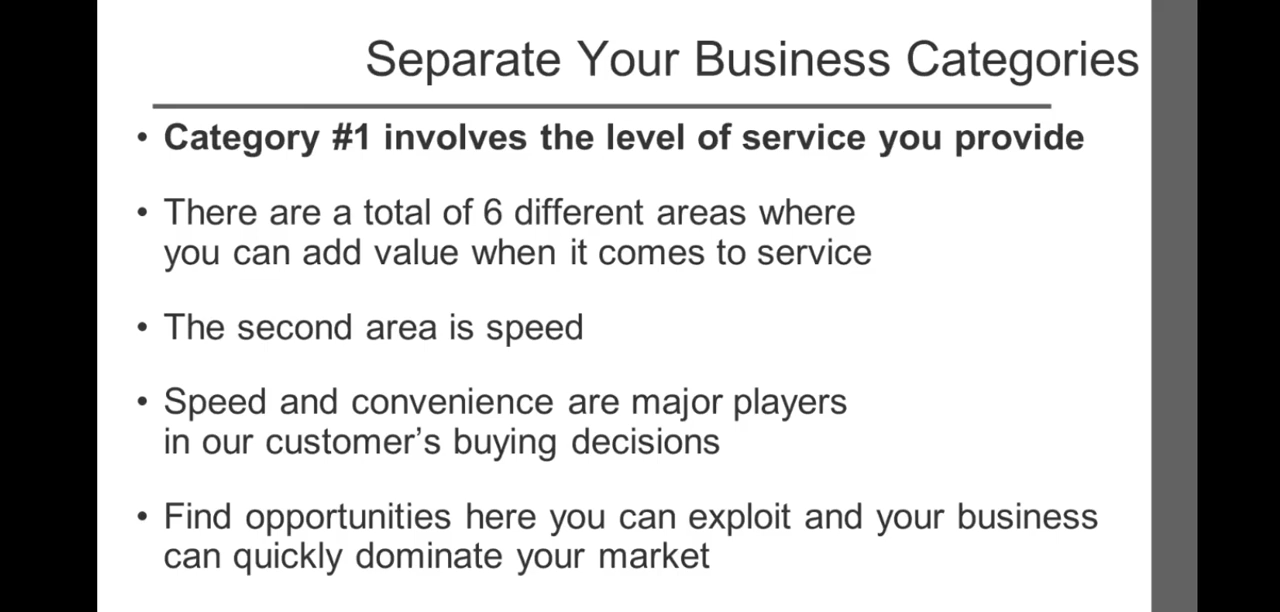 Separate Your Business Categories
• Category #1 involves the level of service you provide
• There are a total of 6 different areas where
you can add value when it comes to service
• The second area is speed
• Speed and convenience are major players
in our customer’s buying decisions
• Find opportunities here you can exploit and your business
can quickly dominate your market